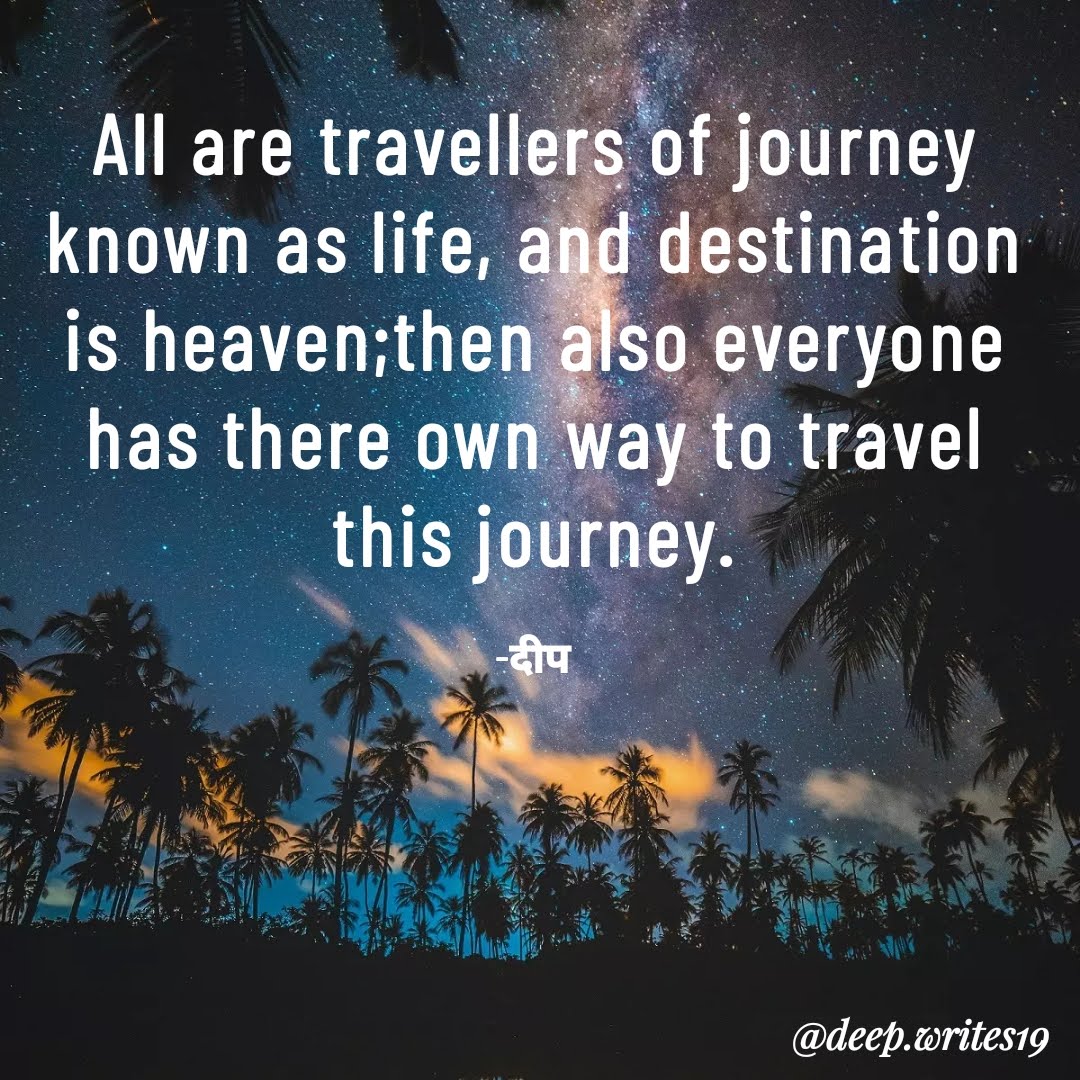 All are travellers of journey
known as life, and destination
is heaven;then also everyone
has there own way to travel
this journey.
-दीप
@deep.writes19